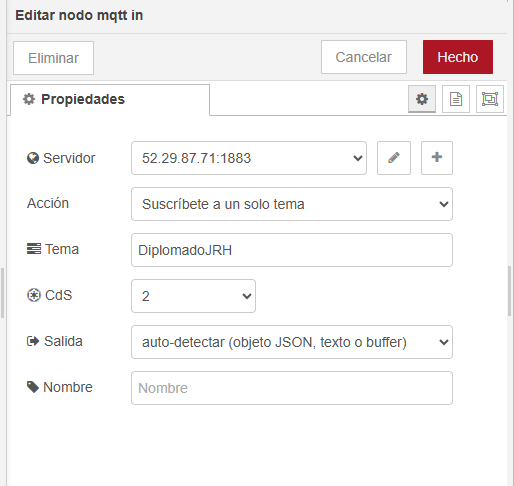 Editar nodo mqtt in
Eliminar
Cancelar
Hecho
Propiedades
Servidor
52.29.87.71:1883
Acción
Suscríbete a un solo tema
Tema
DiplomadoJRH
CdS
2
Salida
auto-detectar (objeto JSON, texto o buffer)
Nombre
Nombre